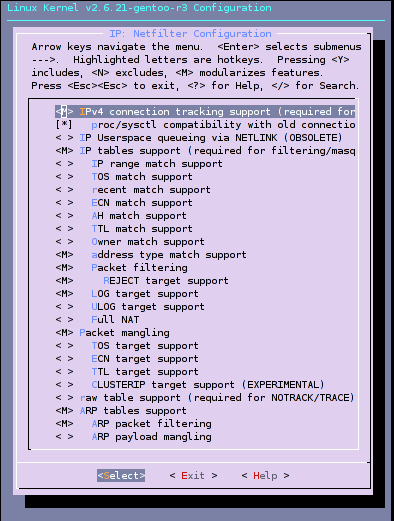 Linux Kernel v2.6.21-gentoo-r3 Configuration
IP: Netfilter Configuration
Arrow keys navigate the menu. <Enter> selects submenus
--->. Highlighted letters are hotkeys. Pressing <Y>
includes, <N> excludes, <M> modularizes features.
Press <Esc><Esc> to exit, <?> for Help, </> for Search.
<M> IPv4 connection tracking support (required for
[*]   proc/sysctl compatibility with old connectio
< > IP Userspace queueing via NETLINK (OBSOLETE)
<M> IP tables support (required for filtering/masq
< >   IP range match support
< >   TOS match support
< >   recent match support
< >   ECN match support
< >   AH match support
< >   TTL match support
< >   Owner match support
<M>   address type match support
<M>   Packet filtering
<M>     REJECT target support
< >   LOG target support
< >   ULOG target support
< >   Full NAT
<M> Packet mangling
< >   TOS target support
< >   ECN target support
< >   TTL target support
< >   CLUSTERIP target support (EXPERIMENTAL)
< > raw table support (required for NOTRACK/TRACE)
<M> ARP tables support
<M>   ARP packet filtering
< >   ARP payload mangling
<Select> < Exit > < Help >